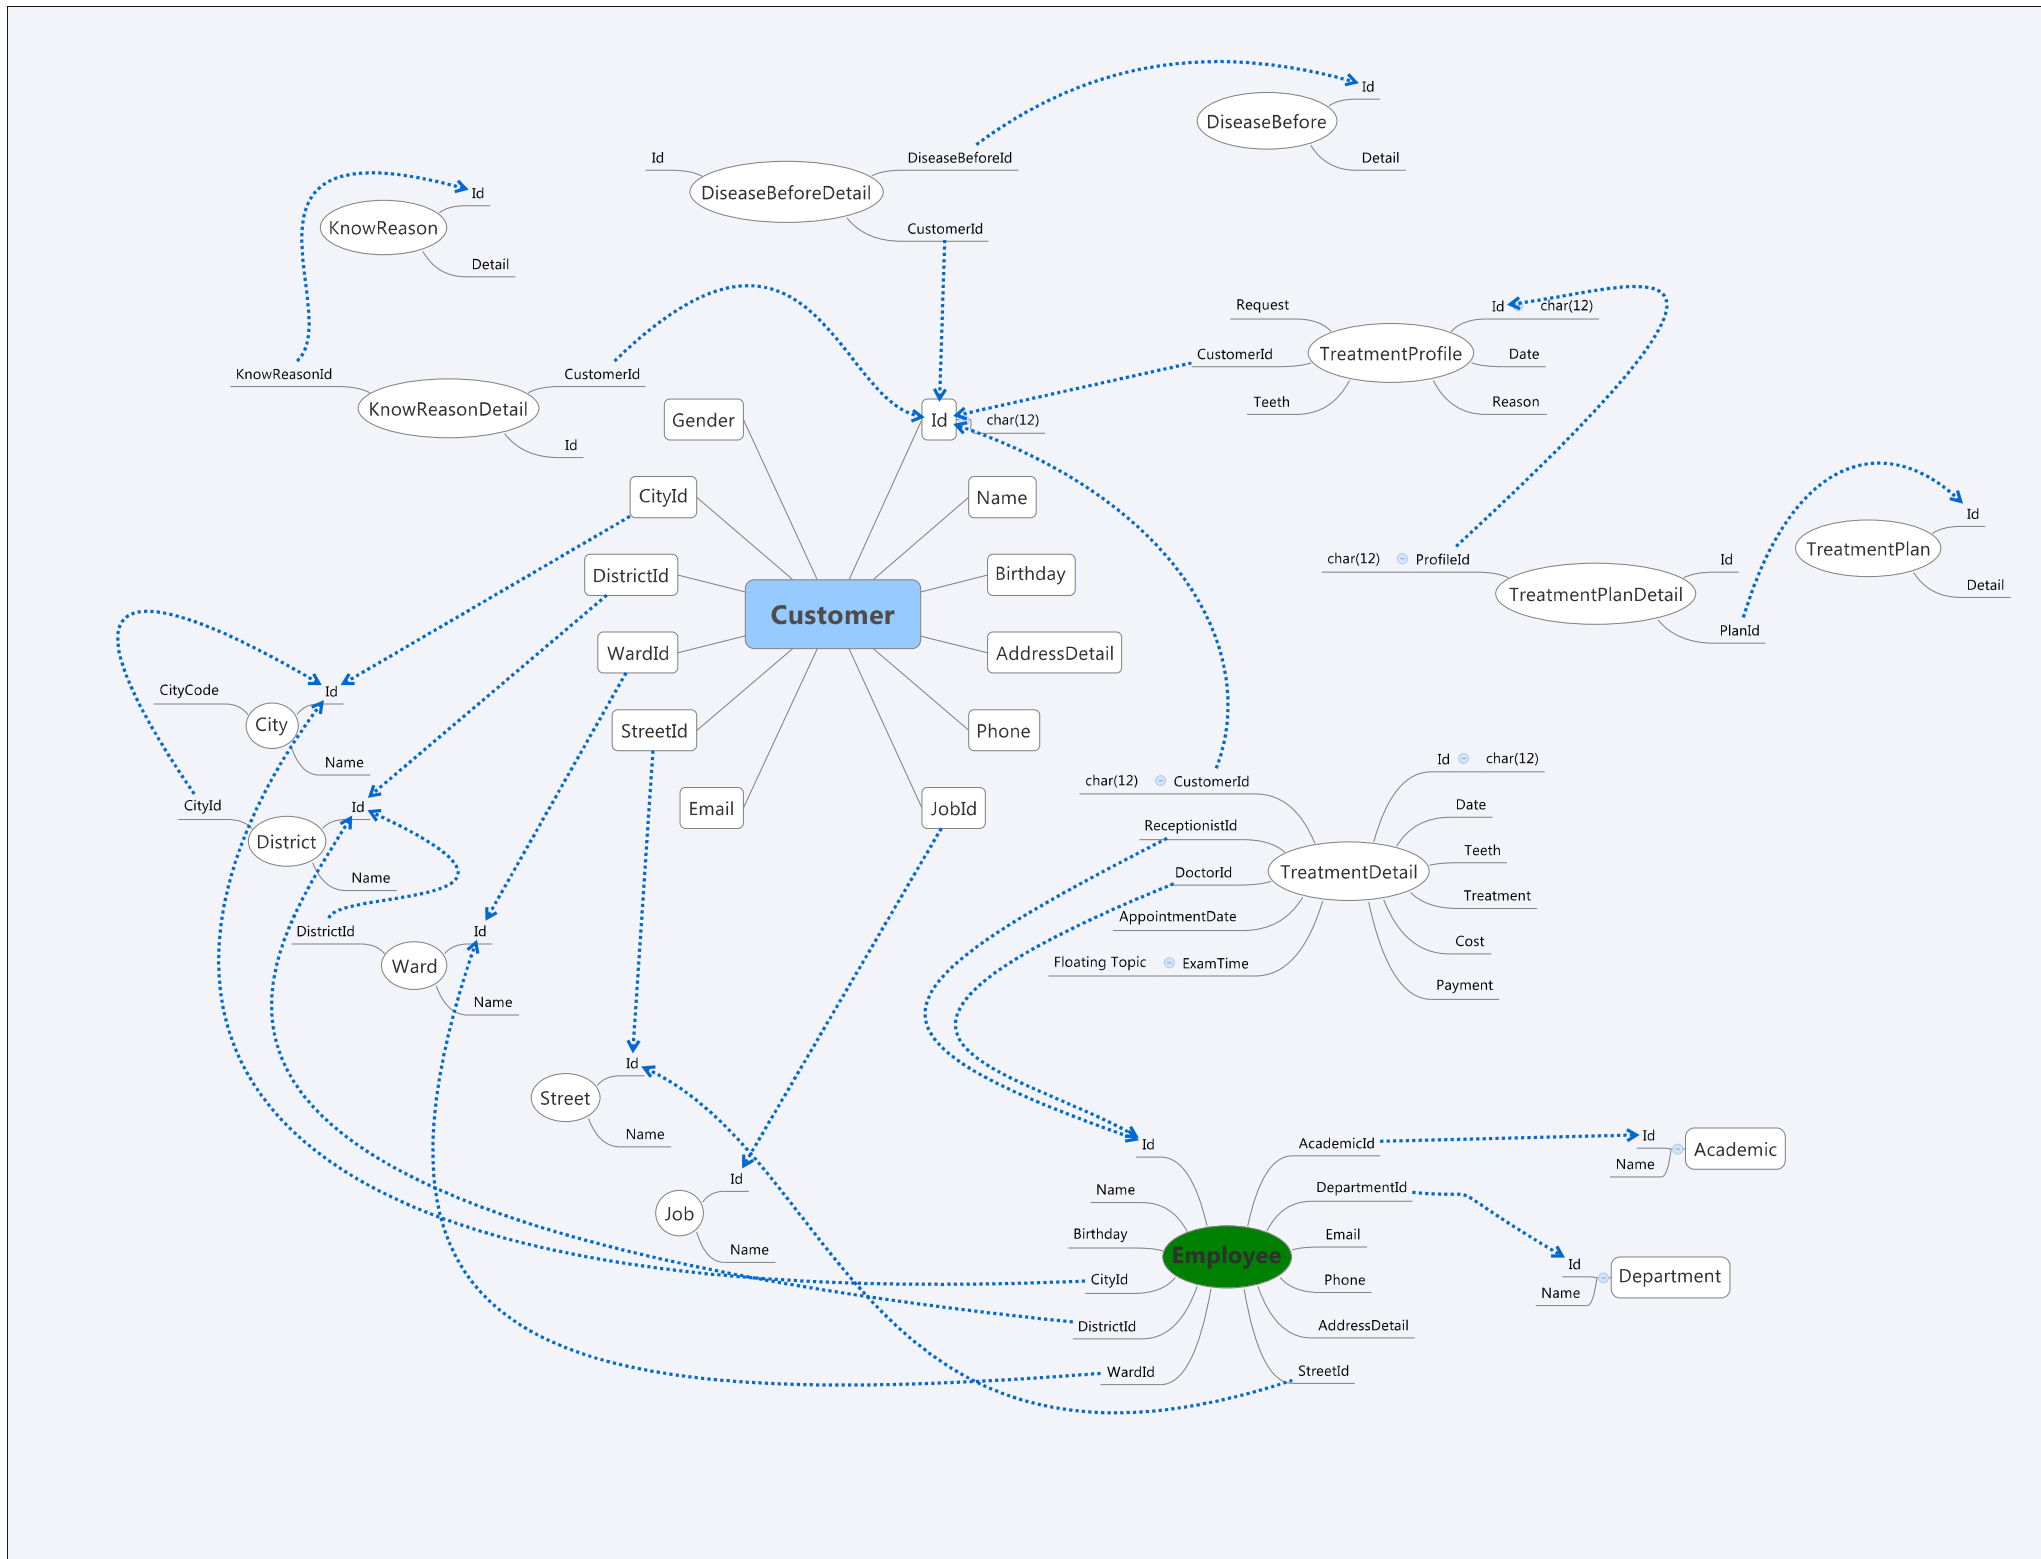 Id
DiseaseBefore
Detail
Id
DiseaseBeforeId
DiseaseBeforeDetail
CustomerId
Id
KnowReason
Detail
Request
Id
char(12)
CustomerId
TreatmentProfile
Date
Teeth
Reason
KnowReasonId
CustomerId
KnowReasonDetail
Id
Gender
Id
char(12)
CityId
Name
DistrictId
Birthday
Customer
WardId
AddressDetail
StreetId
Phone
Email
JobId
Id
TreatmentPlan
Detail
char(12)
ProfileId
Id
TreatmentPlanDetail
PlanId
CityCode
Id
City
Name
CityId
Id
District
Name
DistrictId
Id
Ward
Name
Id
Street
Name
Id
Job
Name
char(12)
CustomerId
Id
char(12)
ReceptionistId
Date
DoctorId
TreatmentDetail
Teeth
AppointmentDate
Treatment
Floating Topic
ExamTime
Cost
Payment
Id
AcademicId
Name
DepartmentId
Birthday
Employee
Email
CityId
Phone
DistrictId
AddressDetail
WardId
StreetId
Id
Academic
Name
Id
Department
Name